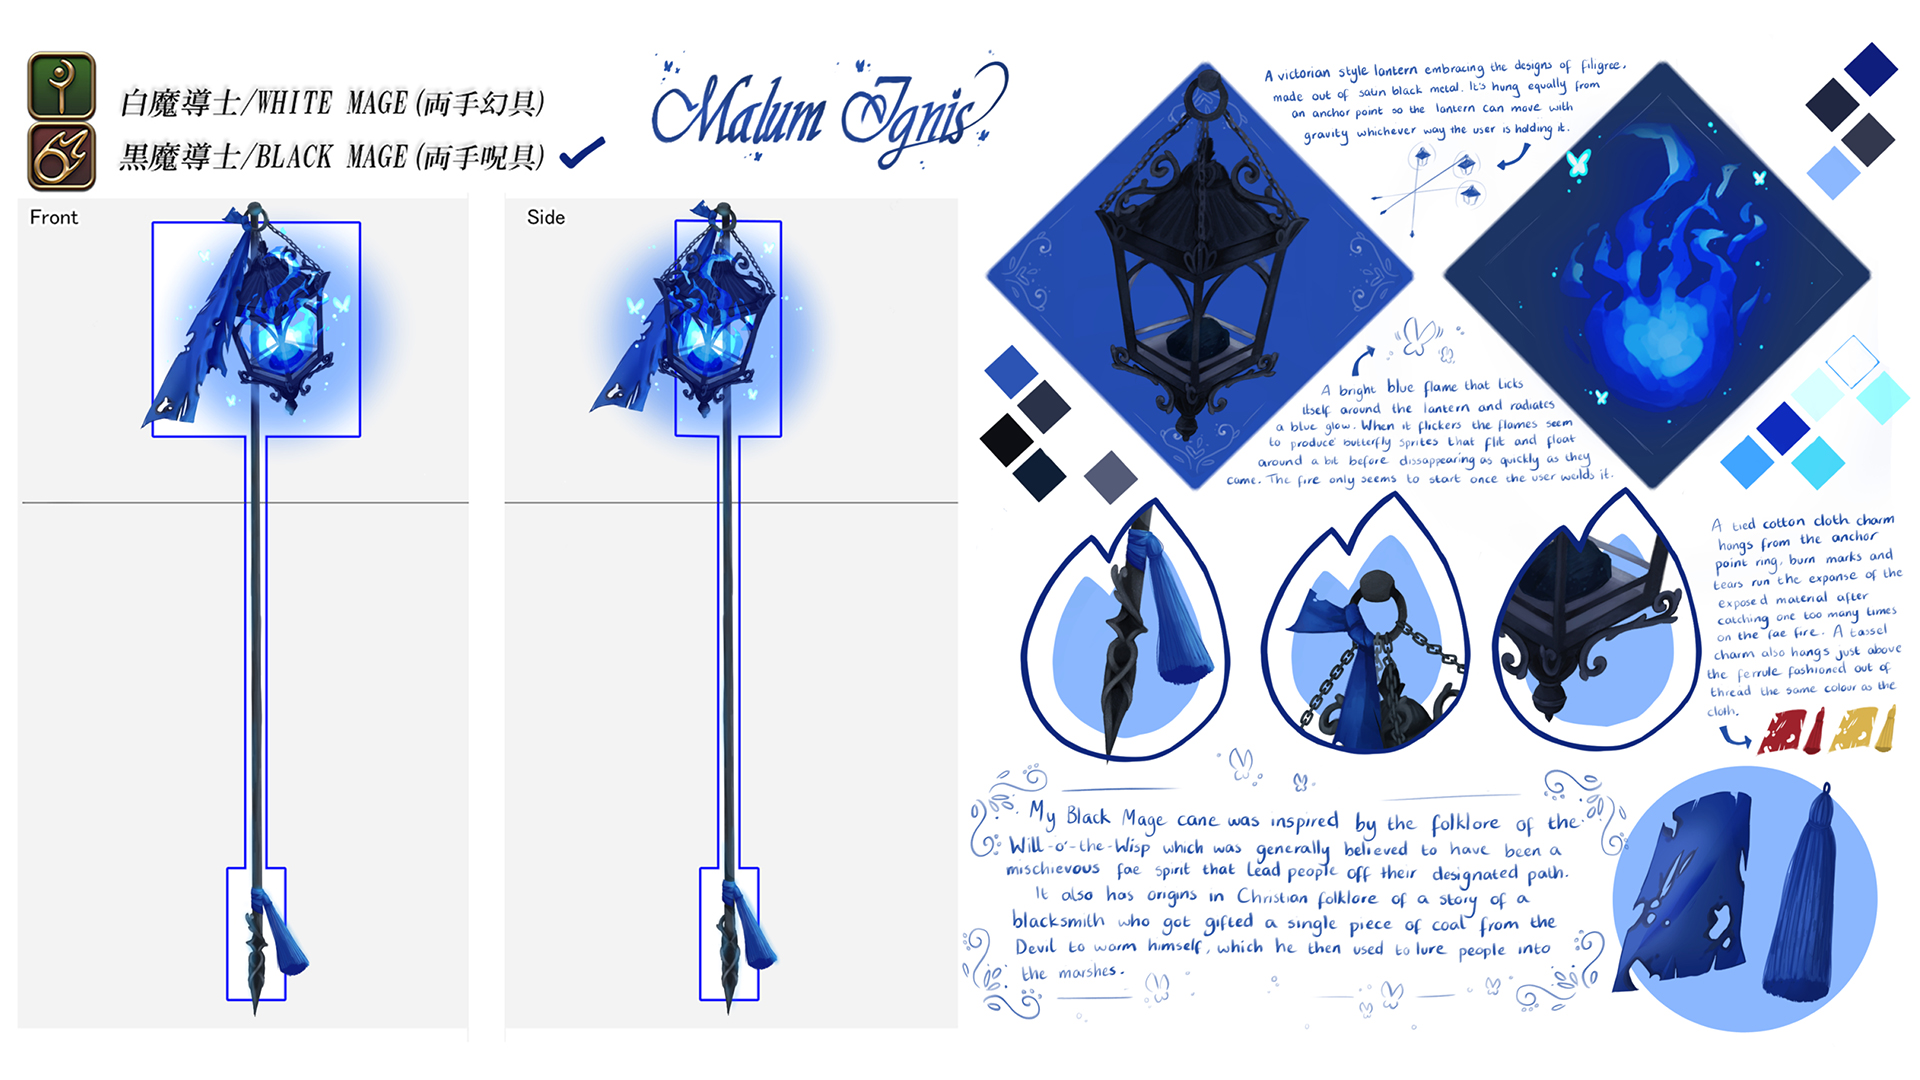 白魔導士/WHITE MAGE(両手幻具)
黒魔導士/BLACK MAGE(両手呪具)
Malum Ignis
Front
Side
A victorian style lantern embracing the designs of filigree,
made out of satin black metal. It's hung equally from
an anchor point so the lantern can move with
gravity whichever way the user is holding it.
A bright blue flame that licks
itself around the lantern and radiates
a blue glow. When it flickers the flames seem
to produce butterfly sprites that flit and float
around a bit before dissappearing as quickly as they
came. The fire only seems to start once the user weilds it.
A tied cotton cloth charm
hangs from the anchor
point ring, burn marks and
tears run the expanse of the
exposed material after
catching one too many times
on the fae fire. A tassel
charm also hangs just above
the ferrule fashioned out of
thread the same colour as the
cloth.
My Black Mage cane was inspired by the folklore of the
Will-o'-the-Wisp which was generally believed to have been a
mischievous fae spirit that lead people off their designated path.
It also has origins in Christian folklore of a story of a
blacksmith who got gifted a single piece of coal from the
Devil to warm himself, which he then used to lure people into
the marshes.